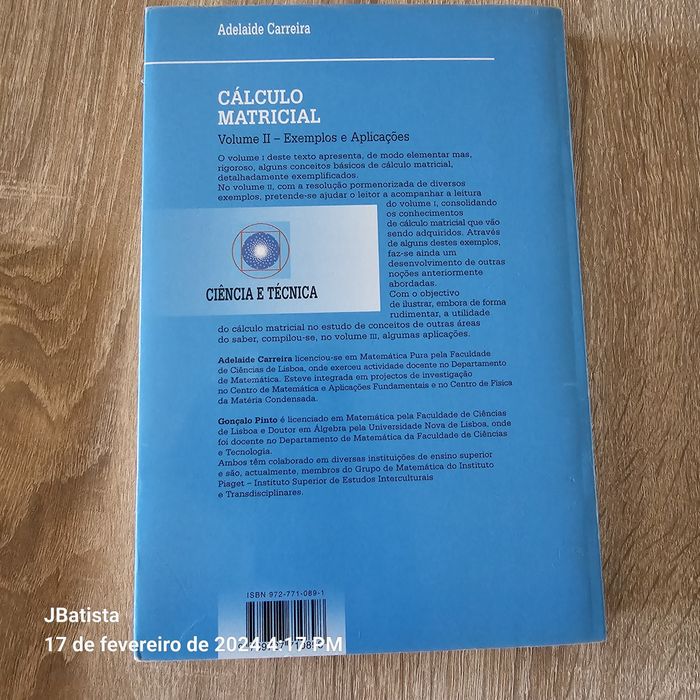 Adelaide Carreira
CÁLCULO
MATRICIAL
Volume II – Exemplos e Aplicações
O volume I deste texto apresenta, de modo elementar mas,
rigoroso, alguns conceitos básicos de cálculo matricial,
detalhadamente exemplificados.
No volume II, com a resolução pormenorizada de diversos
exemplos, pretende-se ajudar o leitor a acompanhar a leitura
do volume I, consolidando
os conhecimentos
de cálculo matricial que vão
sendo adquiridos. Através
de alguns destes exemplos,
faz-se ainda um
desenvolvimento de outras
noções anteriormente
abordadas.
Com o objectivo
de ilustrar, embora de forma
rudimentar, a utilidade
do cálculo matricial no estudo de conceitos de outras áreas
do saber, compilou-se, no volume III, algumas aplicações.
CIÊNCIA E TÉCNICA
Adelaide Carreira licenciou-se em Matemática Pura pela Faculdade
de Ciências de Lisboa, onde exerceu actividade docente no Departamento
de Matemática. Esteve integrada em projectos de investigação
no Centro de Matemática e Aplicações Fundamentais e no Centro de Física
da Matéria Condensada.
Gonçalo Pinto é licenciado em Matemática pela Faculdade de Ciências
de Lisboa e Doutor em Álgebra pela Universidade Nova de Lisboa, onde
foi docente no Departamento de Matemática da Faculdade de Ciências
e Tecnologia.
Ambos têm colaborado em diversas instituições de ensino superior
e são, actualmente, membros do Grupo de Matemática do Instituto
Piaget – Instituto Superior de Estudos Interculturais
e Transdisciplinares.
ISBN 972-771-089-1
JBatista
17 de fevereiro de 2024 4:17 PM